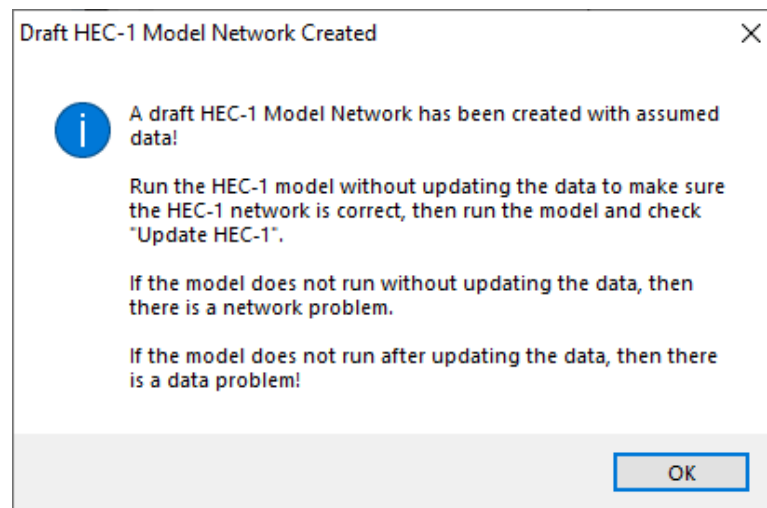 Draft HEC-1 Model Network Created
A draft HEC-1 Model Network has been created with assumed
data!
Run the HEC-1 model without updating the data to make sure
the HEC-1 network is correct, then run the model and check
"Update HEC-1".
If the model does not run without updating the data, then
there is a network problem.
If the model does not run after updating the data, then there
is a data problem!
OK